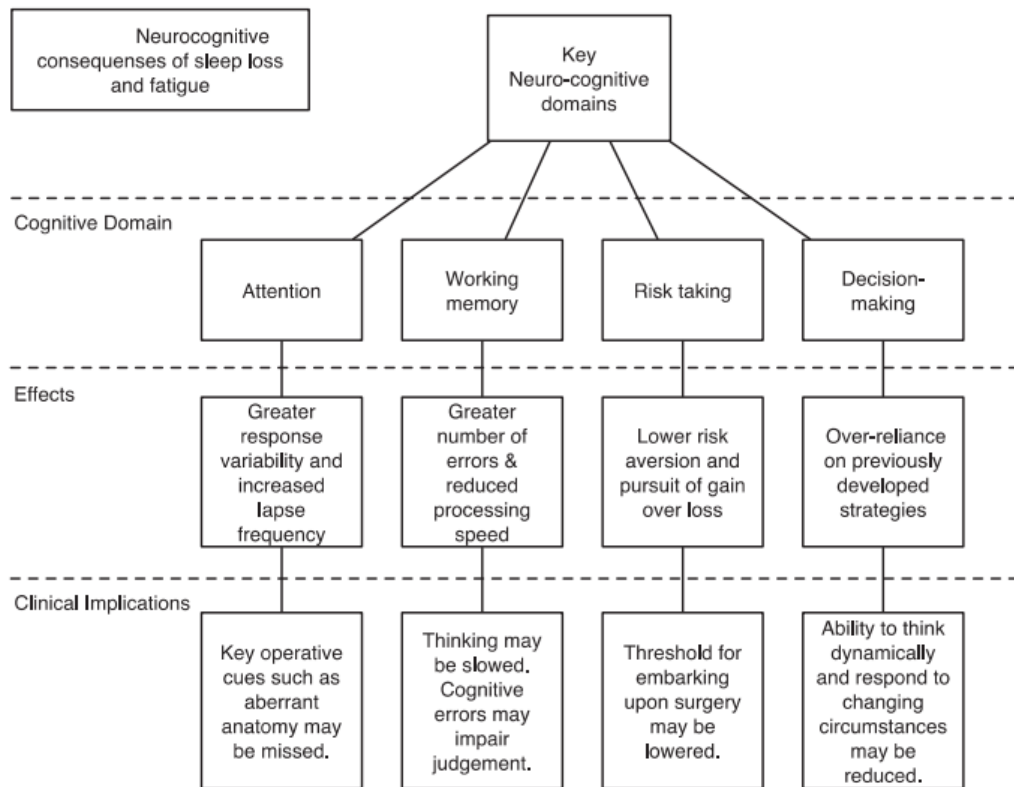 Neurocognitive
consequenses of sleep loss
and fatigue
Key
Neuro-cognitive
domains
Cognitive Domain
Attention
Working
memory
Risk taking
Decision-
making
Effects
Greater
response
variability and
increased
lapse
frequency
Greater
number of
errors &
reduced
processing
speed
Lower risk
aversion and
pursuit of gain
over loss
Over-reliance
on previously
developed
strategies
Clinical Implications
Key operative
cues such as
aberrant
anatomy may
be missed.
Thinking may
be slowed.
Cognitive
errors may
impair
judgement.
Threshold for
embarking
upon surgery
may be
lowered.
Ability to think
dynamically
and respond to
changing
circumstances
may be
reduced.